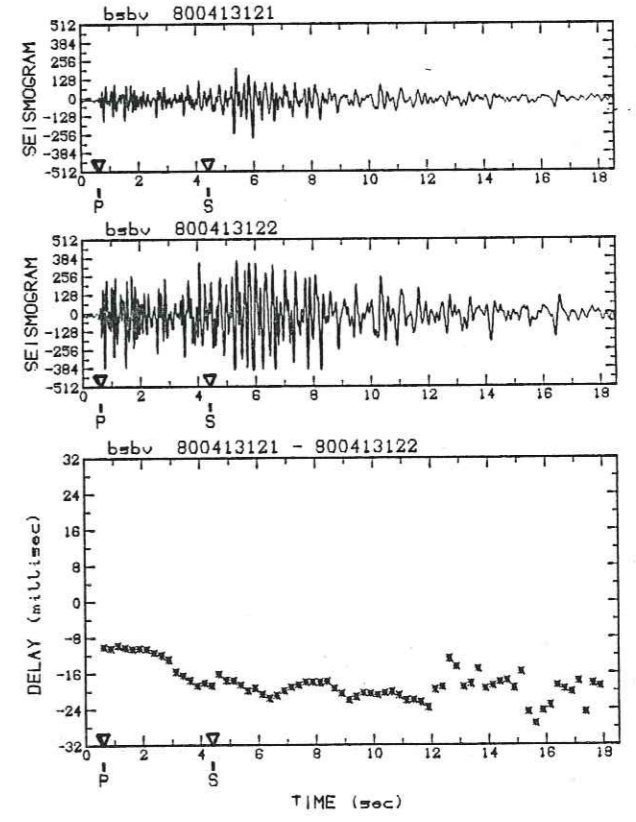 bsbv 800413121
512
384
256
128
0
-128
-256
-384
-512
SEISMOGRAM
0 2 4 6 8 10 12 14 16 18
P S
bsbv 800413122
512
384
256
128
0
-128
-256
-384
-512
SEISMOGRAM
0 2 4 6 8 10 12 14 16 18
P S
bsbv 800413121 - 800413122
32
24
16
8
0
-8
-16
-24
-32
DELAY (millisec)
0 2 4 6 8 10 12 14 16 18
P S
TIME (sec)